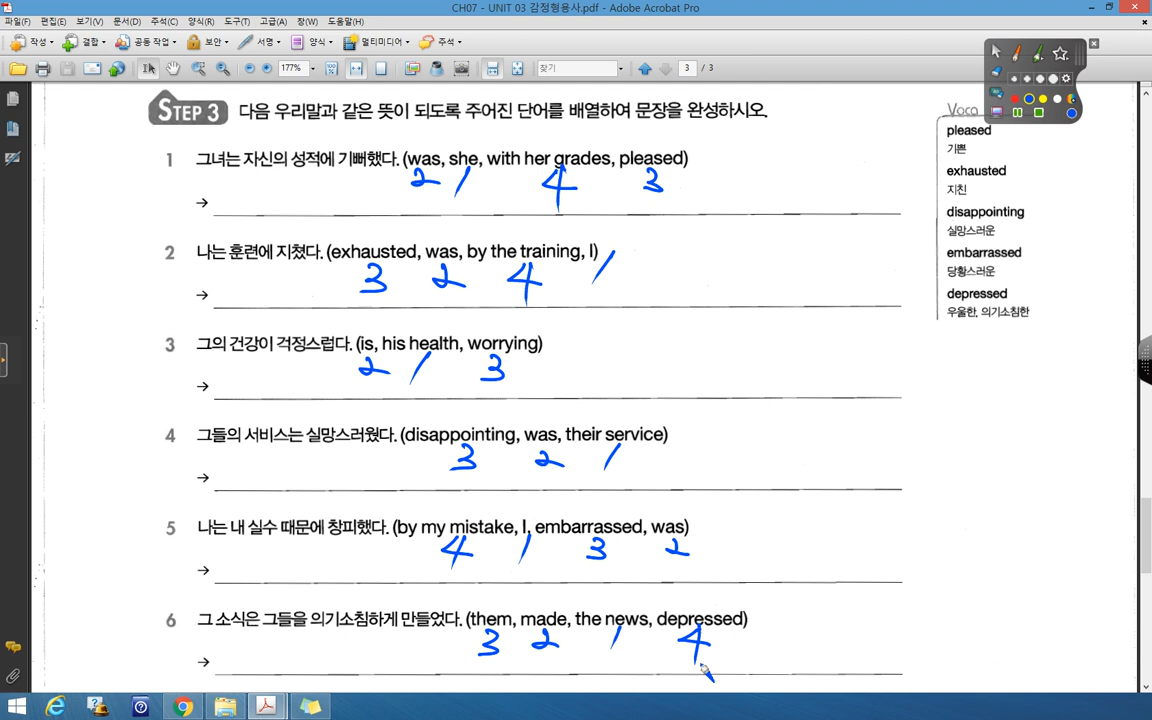 CH07 - UNIT 03 감정형용사.pdf - Adobe Acrobat Pro
파일(F) 편집(E) 보기(V) 문서(D) 주석(C) 양식(R) 도구(T) 고급(A) 창(W) 도움말(H)
작성 결합 공동 작업 보안 서명 양식 멀티미디어 주석
177% 찾기 3 / 3
STEP 3 다음 우리말과 같은 뜻이 되도록 주어진 단어를 배열하여 문장을 완성하시오.
1 그녀는 자신의 성적에 기뻐했다. (was, she, with her grades, pleased)
2 1 4 3
→
2 나는 훈련에 지쳤다. (exhausted, was, by the training, I)
3 2 4 1
→
3 그의 건강이 걱정스럽다. (is, his health, worrying)
2 1 3
→
4 그들의 서비스는 실망스러웠다. (disappointing, was, their service)
3 2 1
→
5 나는 내 실수 때문에 창피했다. (by my mistake, I, embarrassed, was)
4 1 3 2
→
6 그 소식은 그들을 의기소침하게 만들었다. (them, made, the news, depressed)
3 2 1 4
→
Voca
pleased
기쁜
exhausted
지친
disappointing
실망스러운
embarrassed
당황스러운
depressed
우울한, 의기소침한